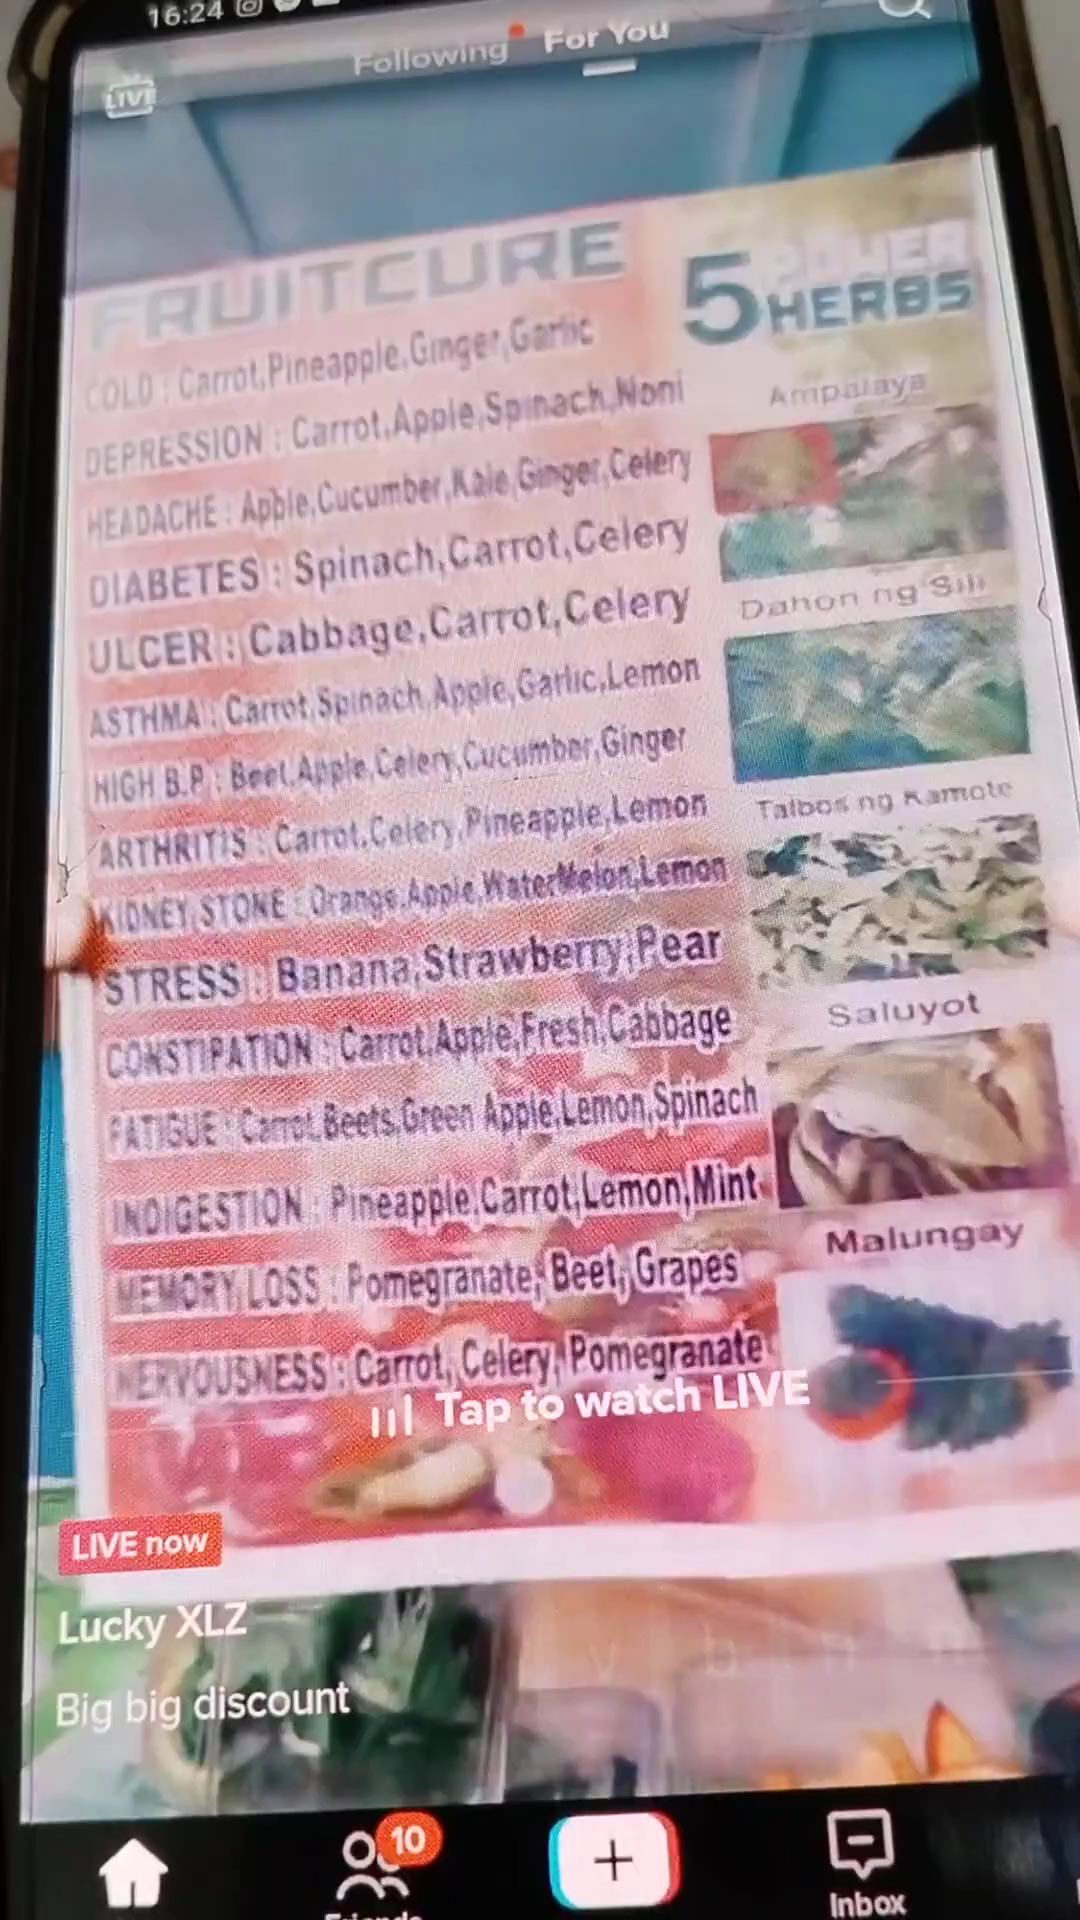 16:24
LIVE
Following
For You
FRUITCURE
5 POWER
HERBS
COLD : Carrot,Pineapple,Ginger,Garlic
DEPRESSION : Carrot,Apple,Spinach,Noni
HEADACHE : Apple,Cucumber,Kale,Ginger,Celery
DIABETES : Spinach,Carrot,Celery
ULCER : Cabbage,Carrot,Celery
ASTHMA : Carrot,Spinach,Apple,Garlic,Lemon
HIGH B.P : Beet,Apple,Celery,Cucumber,Ginger
ARTHRITIS : Carrot,Celery,Pineapple,Lemon
KIDNEY STONE : Orange,Apple,WaterMelon,Lemon
STRESS : Banana,Strawberry,Pear
CONSTIPATION : Carrot,Apple,Fresh,Cabbage
FATIGUE : Carrot,Beets,Green Apple,Lemon,Spinach
INDIGESTION : Pineapple,Carrot,Lemon,Mint
MEMORY LOSS : Pomegranate, Beet, Grapes
NERVOUSNESS : Carrot, Celery, Pomegranate
Ampalaya
Dahon ng Sili
Talbos ng Kamote
Saluyot
Malungay
Tap to watch LIVE
LIVE now
Lucky XLZ
Big big discount
10
Friends
Inbox